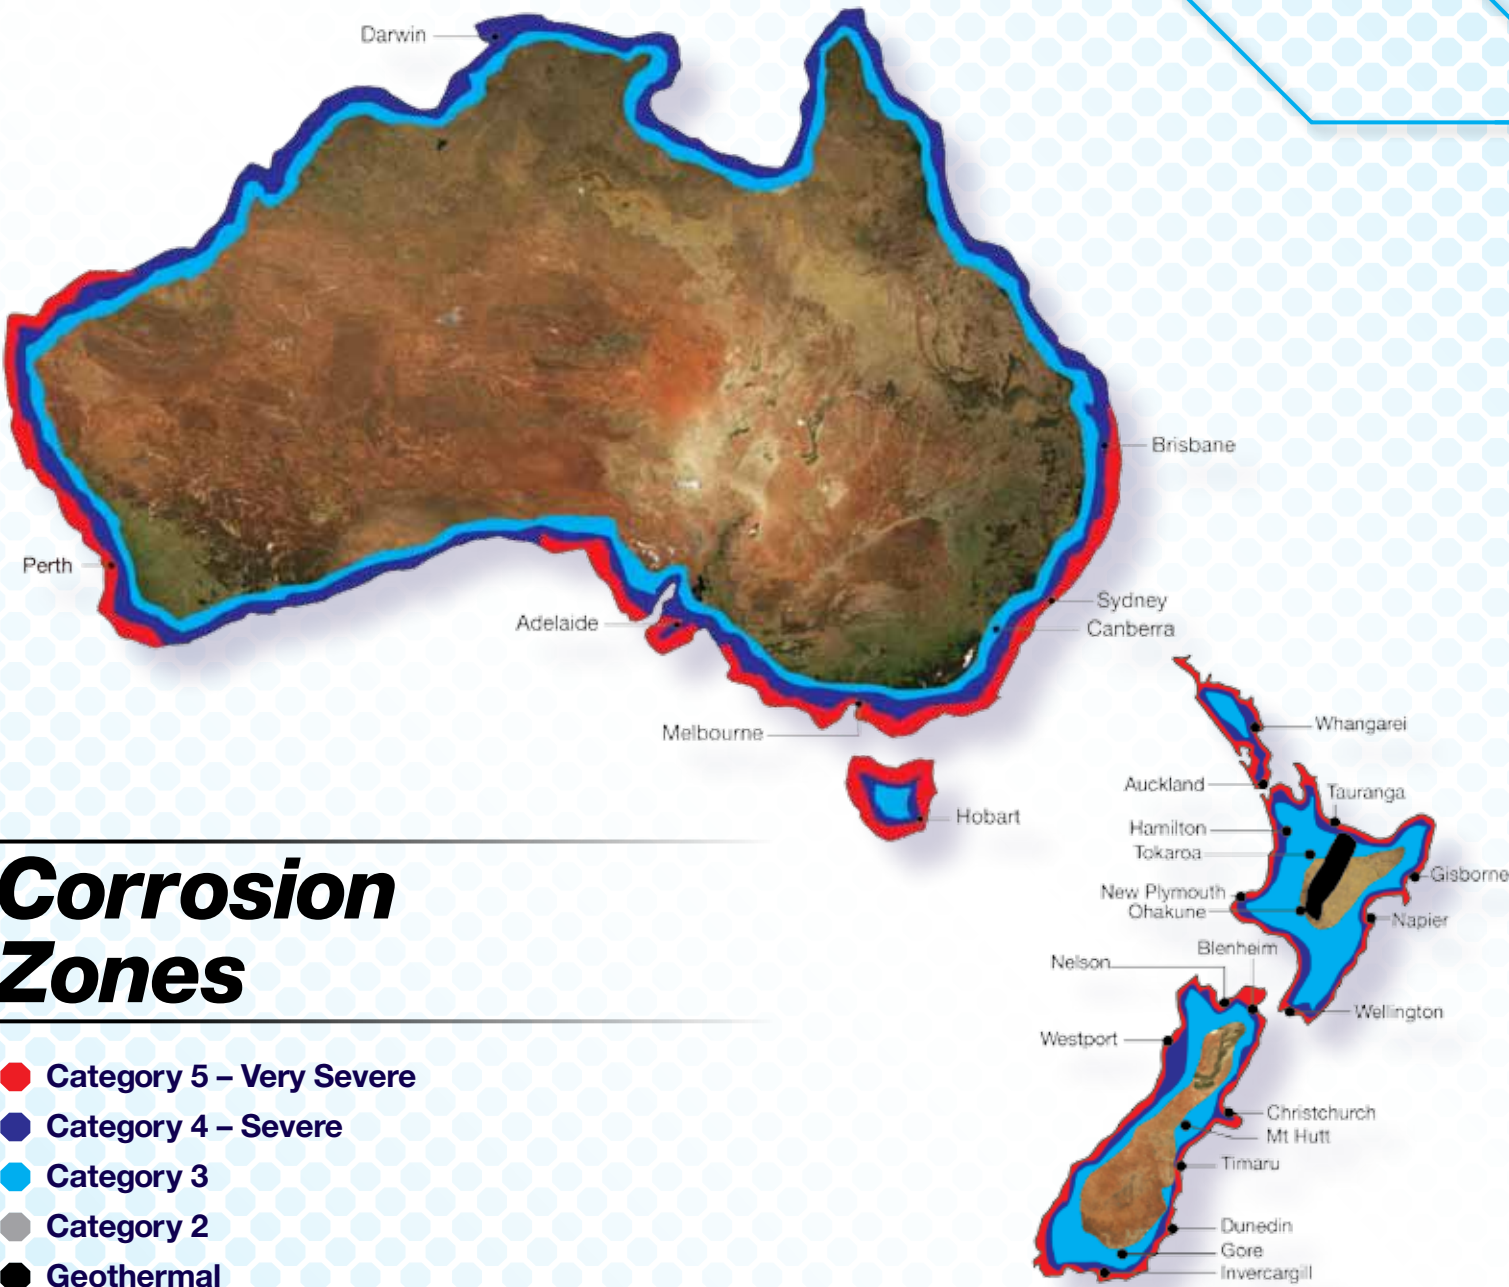 Darwin
Brisbane
Perth
Adelaide
Sydney
Canberra
Melbourne
Hobart
Whangarei
Auckland
Tauranga
Hamilton
Tokaroa
Gisborne
New Plymouth
Ohakune
Napier
Blenheim
Nelson
Wellington
Westport
Christchurch
Mt Hutt
Timaru
Dunedin
Gore
Invercargill
Corrosion
Zones
Category 5 – Very Severe
Category 4 – Severe
Category 3
Category 2
Geothermal